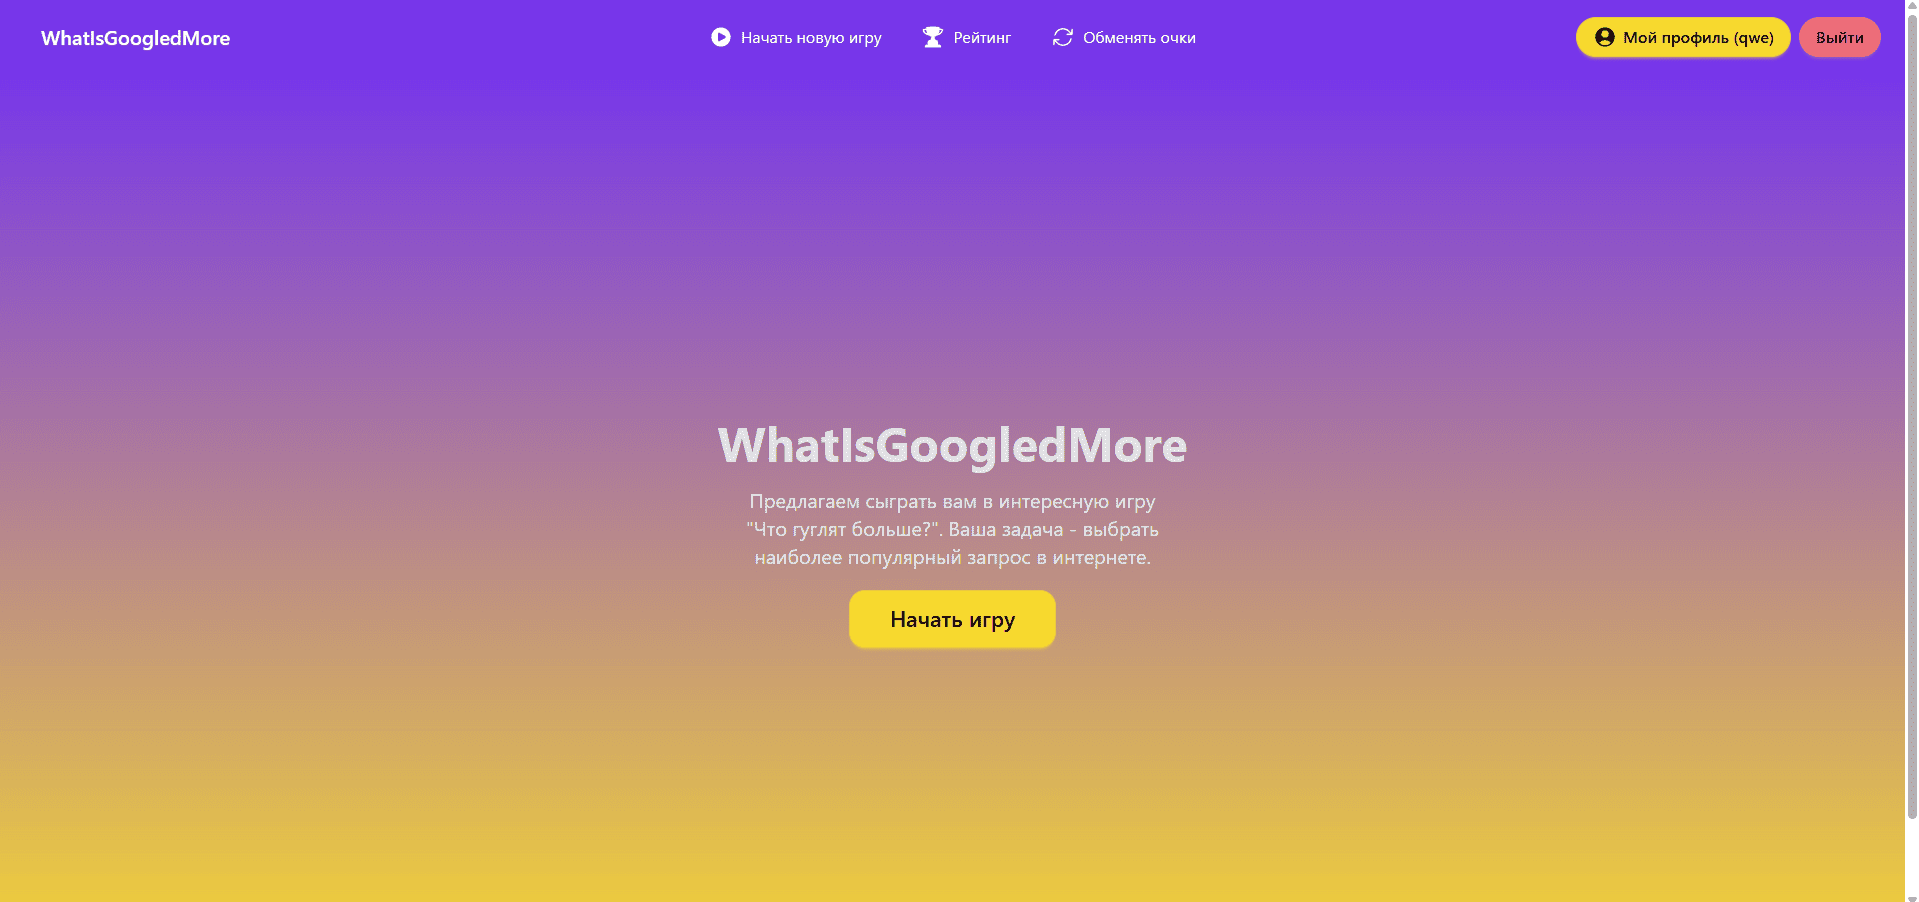 WhatIsGoogledMore
Начать новую игру
Рейтинг
Обменять очки
Мой профиль (qwe)
Выйти
WhatIsGoogledMore
Предлагаем сыграть вам в интересную игру
"Что гуглят больше?". Ваша задача - выбрать
наиболее популярный запрос в интернете.
Начать игру